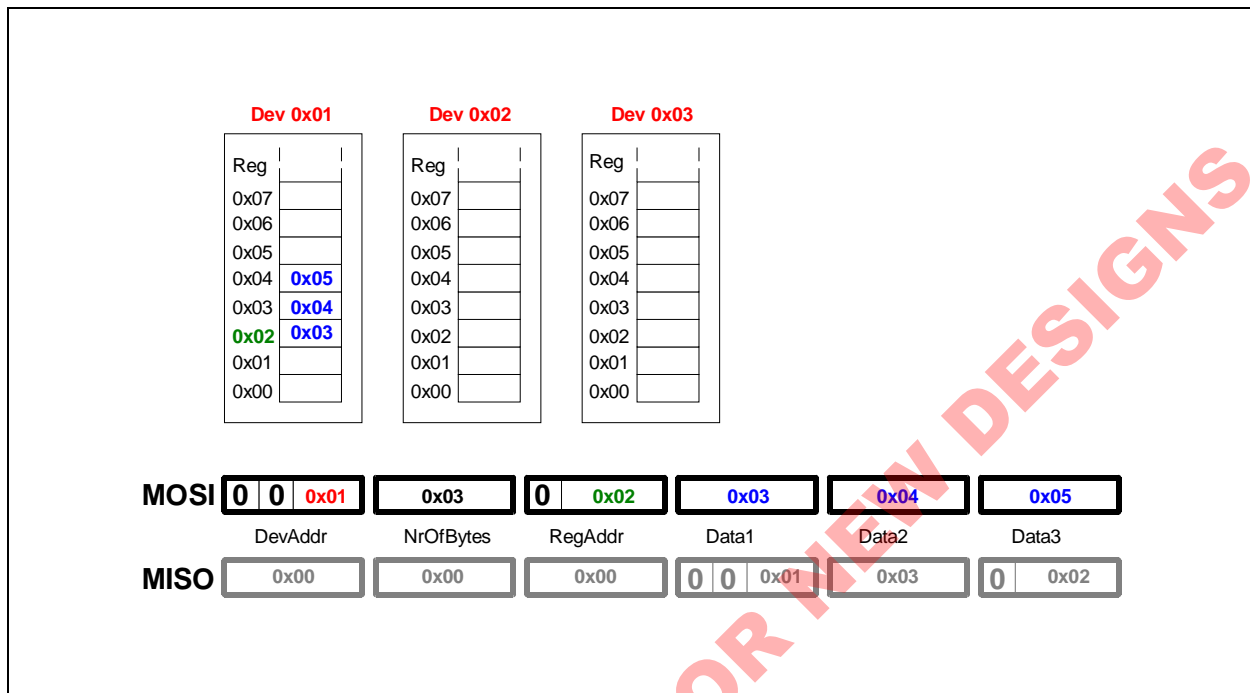 Dev 0x01 Dev 0x02 Dev 0x03
Reg Reg Reg
0x07 0x07 0x07
0x06 0x06 0x06
0x05 0x05 0x05
0x04 0x05 0x04 0x04
0x03 0x04 0x03 0x03
0x02 0x03 0x02 0x02
0x01 0x01 0x01
0x00 0x00 0x00
MOSI 0 0 0x01 0x03 0 0x02 0x03 0x04 0x05
DevAddr NrOfBytes RegAddr Data1 Data2 Data3
MISO 0x00 0x00 0x00 0 0 0x01 0x03 0 0x02
OR NEW DESIGNS